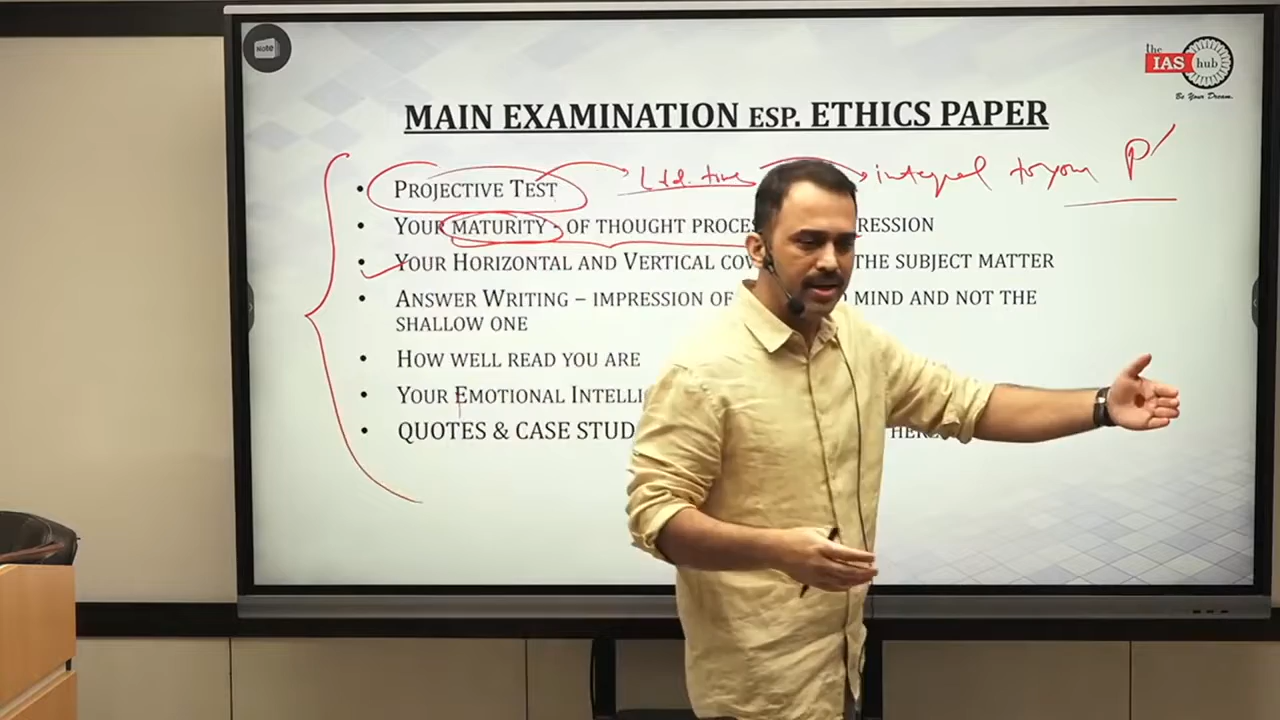 Note
the
IAS hub
Be Your Dream.
MAIN EXAMINATION ESP. ETHICS PAPER
• PROJECTIVE TEST
Ltd. time integral to your P'
• YOUR MATURITY OF THOUGHT PROCES RESSION
• YOUR HORIZONTAL AND VERTICAL COV THE SUBJECT MATTER
• ANSWER WRITING – IMPRESSION OF MIND AND NOT THE
SHALLOW ONE
• HOW WELL READ YOU ARE
• YOUR EMOTIONAL INTELLI
• QUOTES & CASE STUD